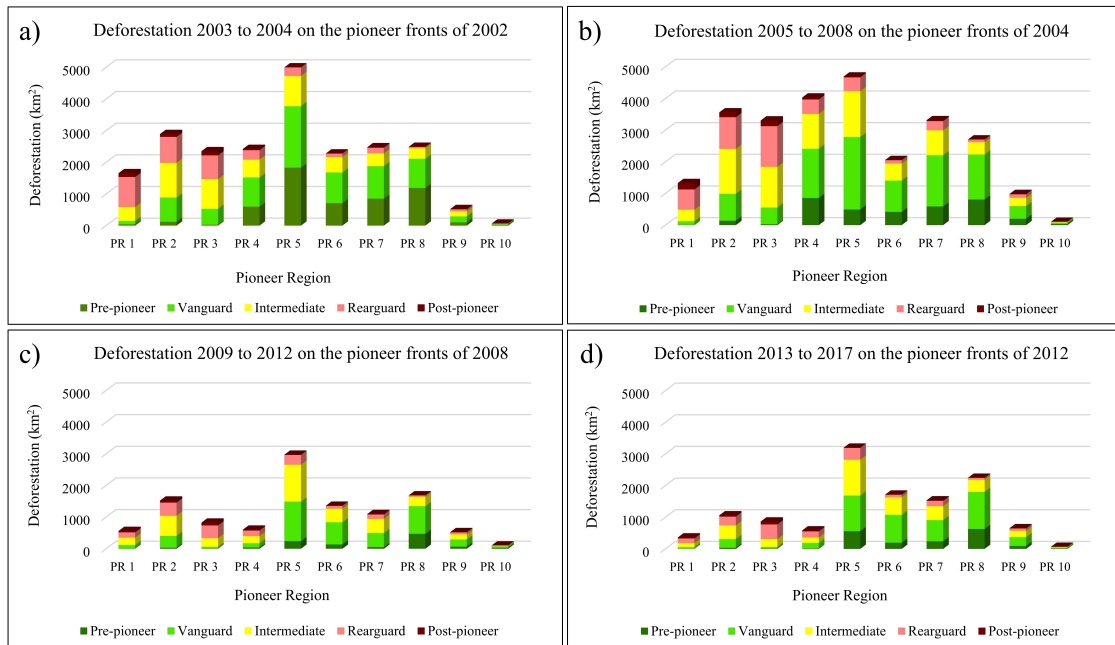 a)
Deforestation 2003 to 2004 on the pioneer fronts of 2002
Deforestation (km²)
5000
4000
3000
2000
1000
0
PR 1 PR 2 PR 3 PR 4 PR 5 PR 6 PR 7 PR 8 PR 9 PR 10
Pioneer Region
Pre-pioneer Vanguard Intermediate Rearguard Post-pioneer
b)
Deforestation 2005 to 2008 on the pioneer fronts of 2004
Deforestation (km²)
5000
4000
3000
2000
1000
0
PR 1 PR 2 PR 3 PR 4 PR 5 PR 6 PR 7 PR 8 PR 9 PR 10
Pioneer Region
Pre-pioneer Vanguard Intermediate Rearguard Post-pioneer
c)
Deforestation 2009 to 2012 on the pioneer fronts of 2008
Deforestation (km²)
5000
4000
3000
2000
1000
0
PR 1 PR 2 PR 3 PR 4 PR 5 PR 6 PR 7 PR 8 PR 9 PR 10
Pioneer Region
Pre-pioneer Vanguard Intermediate Rearguard Post-pioneer
d)
Deforestation 2013 to 2017 on the pioneer fronts of 2012
Deforestation (km²)
5000
4000
3000
2000
1000
0
PR 1 PR 2 PR 3 PR 4 PR 5 PR 6 PR 7 PR 8 PR 9 PR 10
Pioneer Region
Pre-pioneer Vanguard Intermediate Rearguard Post-pioneer